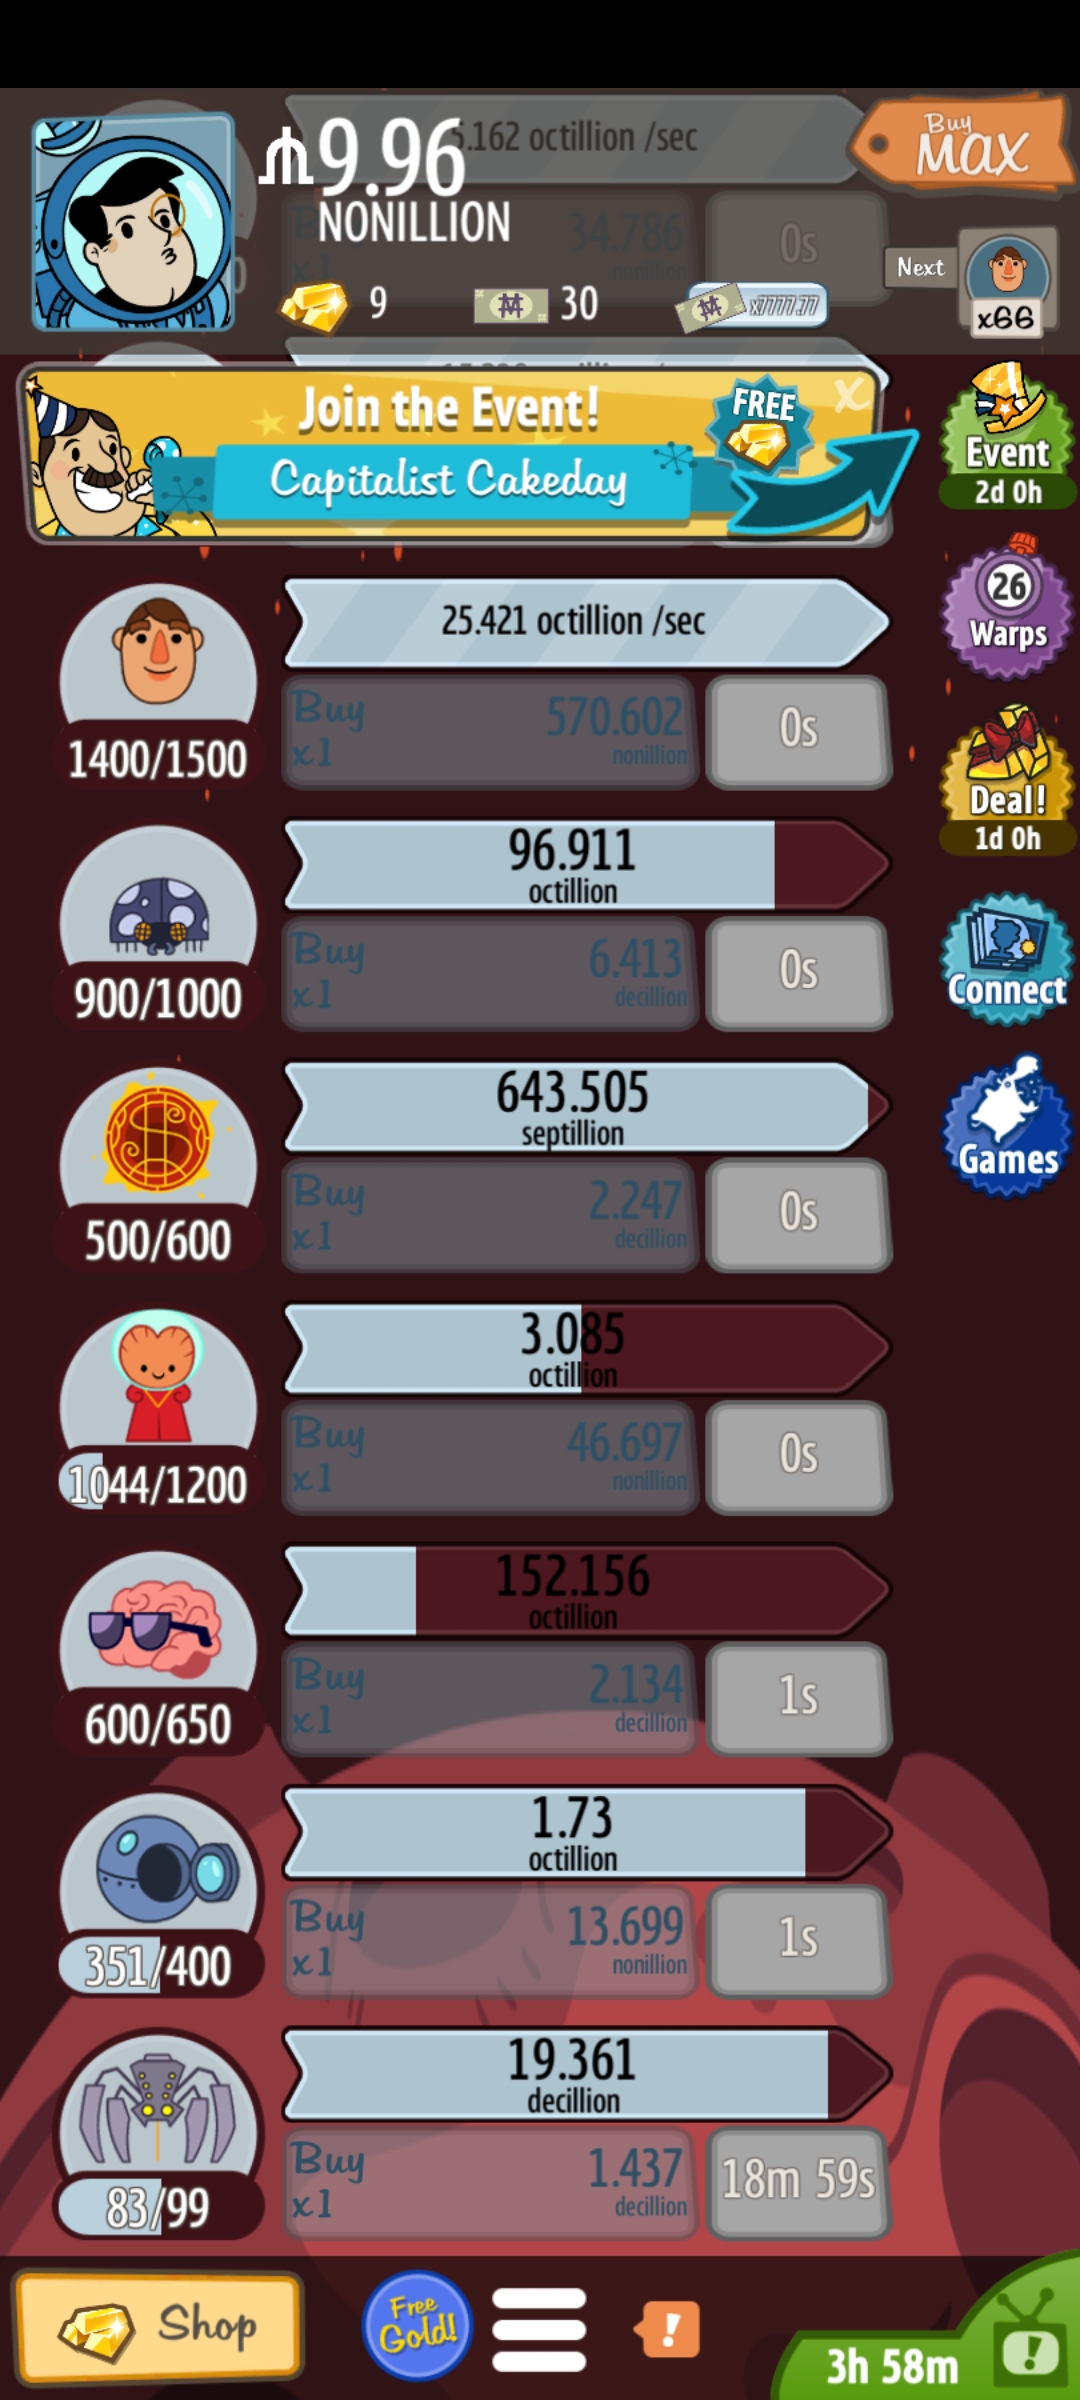 5.162 octillion /sec
9.96
NONILLION
Buy
MAX
34.786
nonillion
0s
x1
Next
x66
9
30
x7777.77
Join the Event!
FREE
X
Capitalist Cakeday
Event
2d 0h
25.421 octillion /sec
26
Warps
Buy
x1
570.602
nonillion
0s
1400/1500
Deal!
1d 0h
96.911
octillion
Buy
x1
6.413
decillion
0s
900/1000
Connect
643.505
septillion
Games
Buy
x1
2.247
decillion
0s
500/600
3.085
octillion
Buy
x1
46.697
nonillion
0s
1044/1200
152.156
octillion
Buy
x1
2.134
decillion
1s
600/650
1.73
octillion
Buy
x1
13.699
nonillion
1s
351/400
19.361
decillion
Buy
x1
1.437
decillion
18m 59s
83/99
Shop
Free
Gold!
!
3h 58m
!